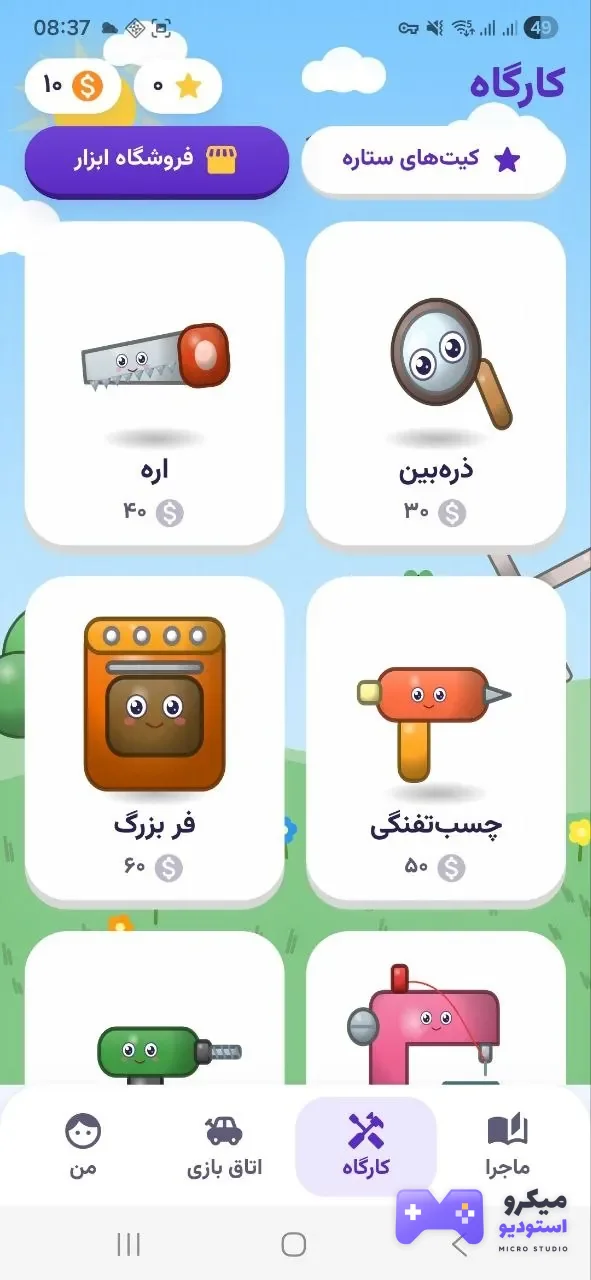 08:37
49
کارگاه
۰
۱۰
کیت‌های ستاره
فروشگاه ابزار
ذره‌بین
۳۰
اره
۴۰
چسب‌تفنگی
۵۰
فر بزرگ
۶۰
ماجرا
کارگاه
اتاق بازی
من
میکرو
استودیو
MICRO STUDIO